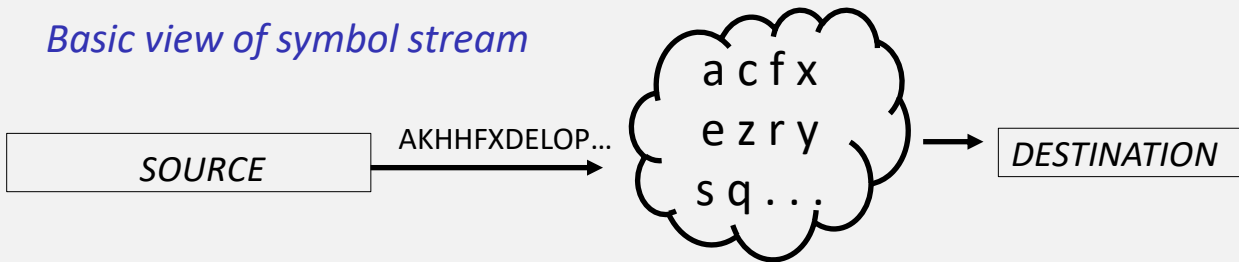 Basic view of symbol stream
SOURCE
AKHHFXDELOP...
a c f x
e z r y
s q . . .
DESTINATION